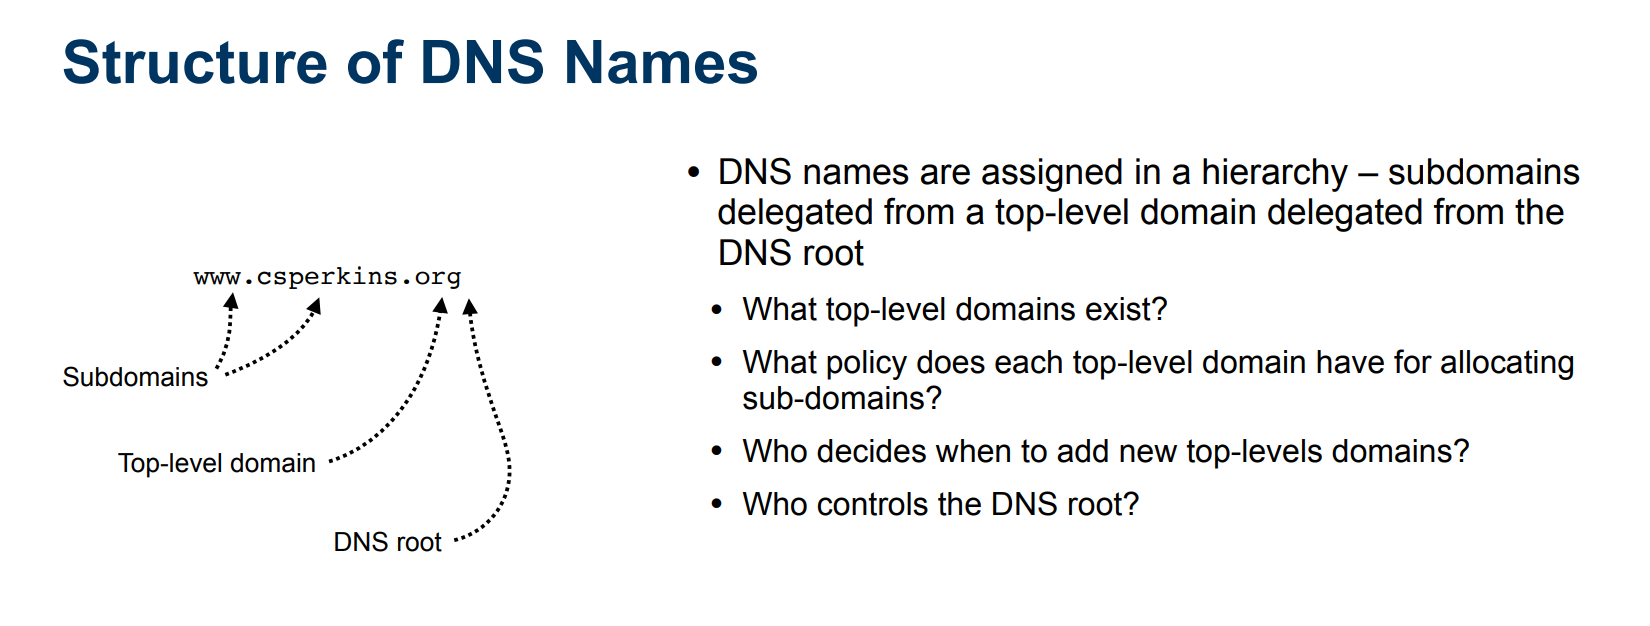 Structure of DNS Names
www.csperkins.org
Subdomains
Top-level domain
DNS root
• DNS names are assigned in a hierarchy – subdomains
delegated from a top-level domain delegated from the
DNS root
• What top-level domains exist?
• What policy does each top-level domain have for allocating
sub-domains?
• Who decides when to add new top-levels domains?
• Who controls the DNS root?